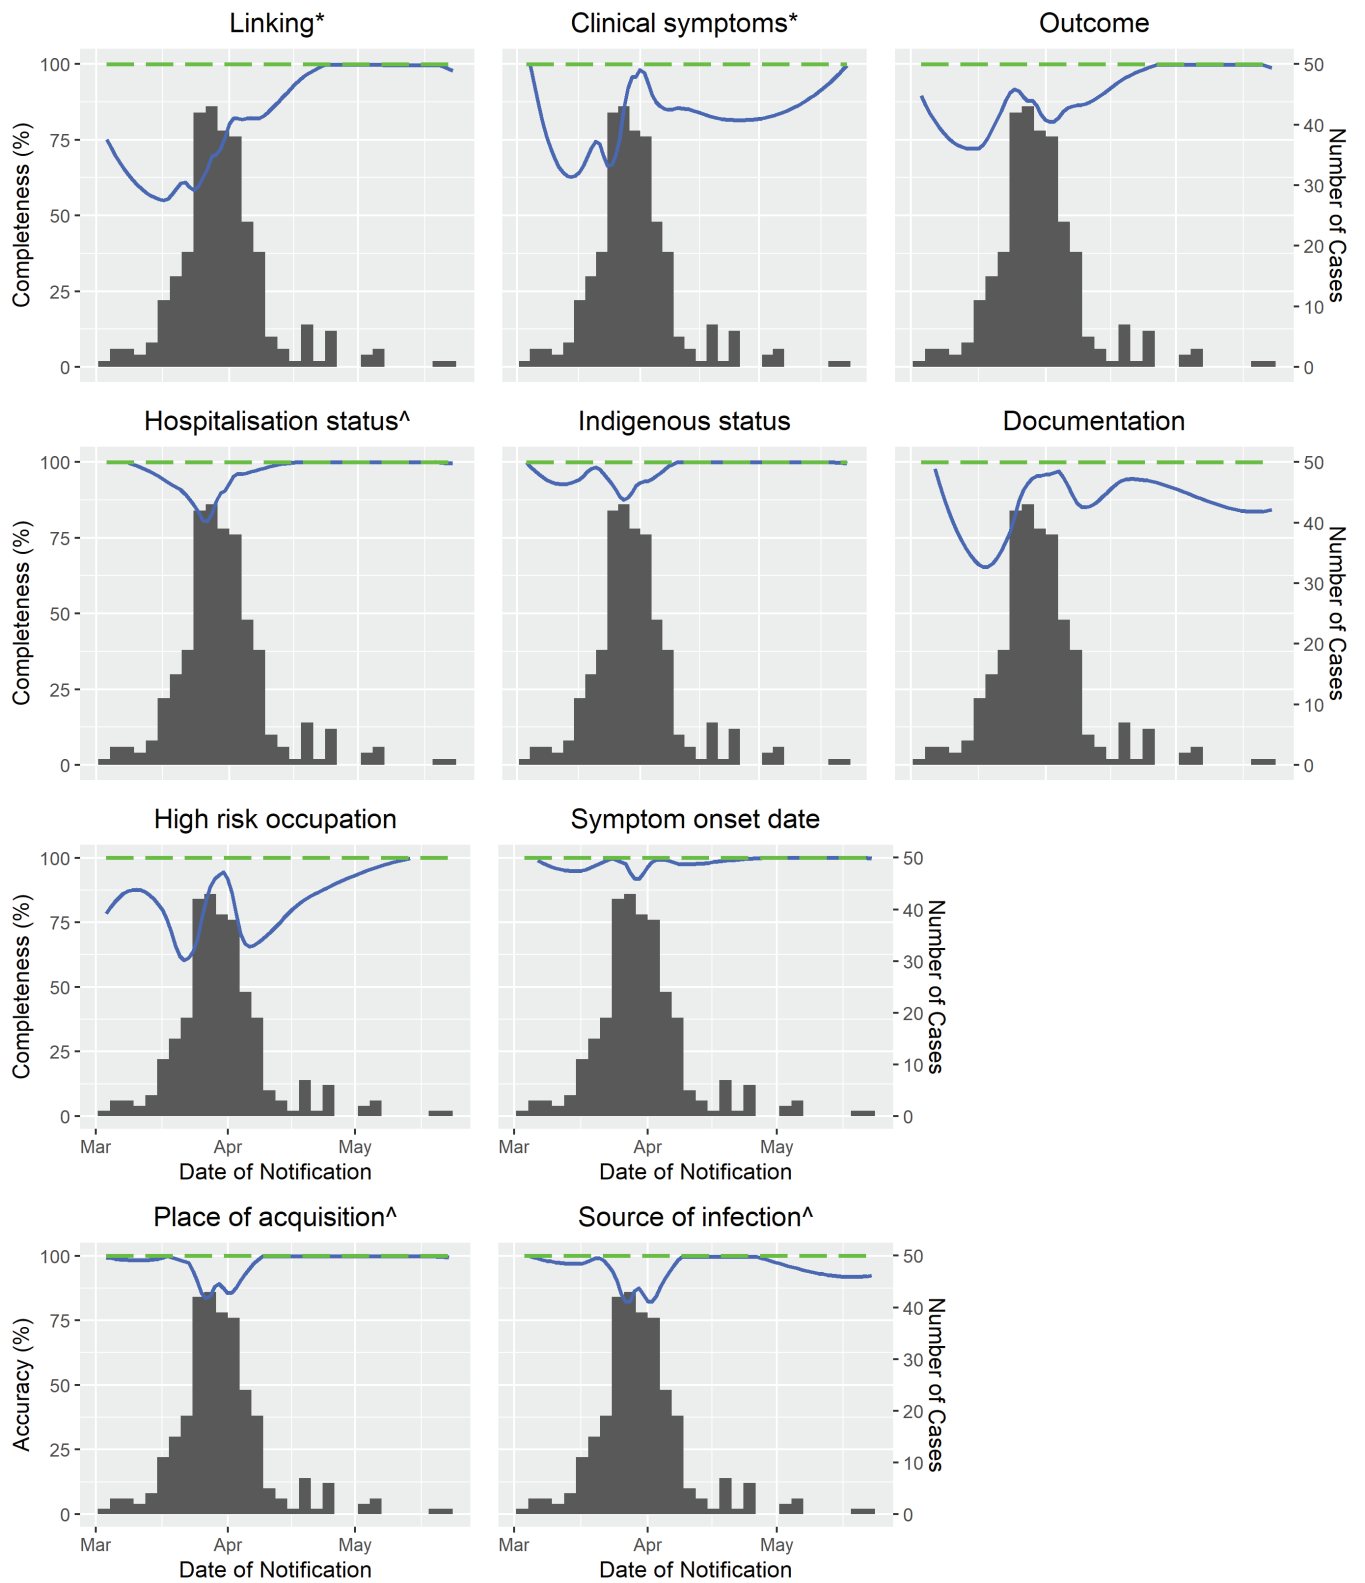 Linking*
Clinical symptoms*
Outcome
Completeness (%)
100
75
50
25
0
50
40
30
20
10
0
Number of Cases
Hospitalisation status^
Indigenous status
Documentation
Completeness (%)
100
75
50
25
0
50
40
30
20
10
0
Number of Cases
High risk occupation
Symptom onset date
Completeness (%)
100
75
50
25
0
50
40
30
20
10
0
Number of Cases
Mar Apr May
Mar Apr May
Date of Notification
Date of Notification
Place of acquisition^
Source of infection^
Accuracy (%)
100
75
50
25
0
50
40
30
20
10
0
Number of Cases
Mar Apr May
Mar Apr May
Date of Notification
Date of Notification